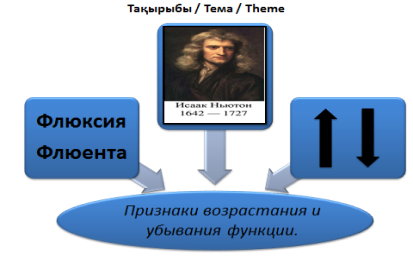 Тақырыбы / Тема / Theme
Исаак Ньютон
1642 — 1727
Флюксия
Флюента
Признаки возрастания и
убывания функции.